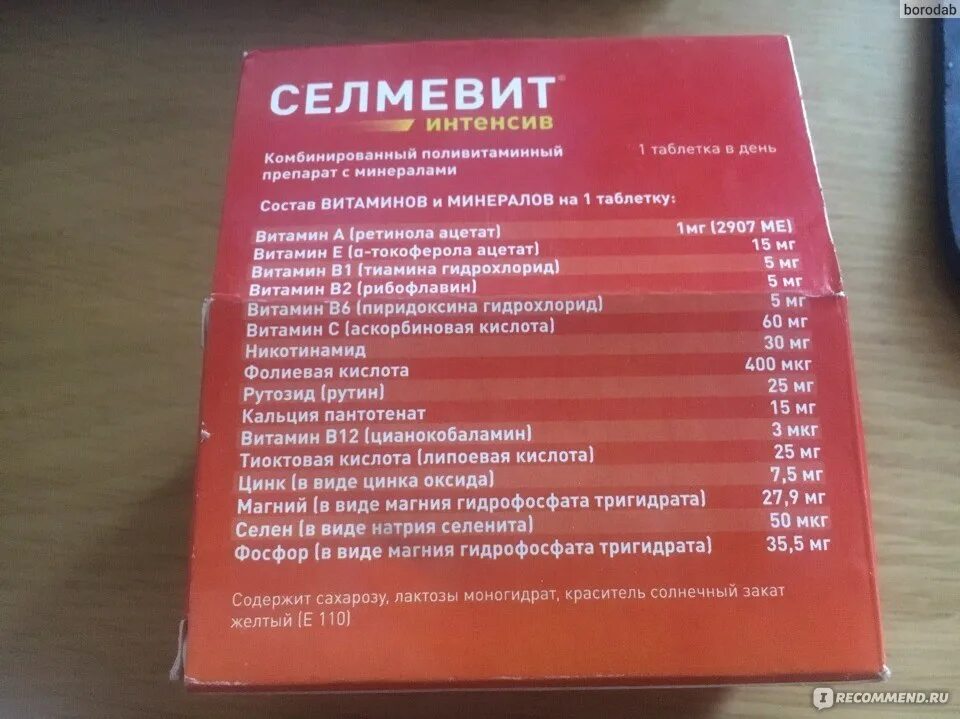 borodab
СЕЛМЕВИТ®
ИНТЕНСИВ
Комбинированный поливитаминный
препарат с минералами
1 таблетка в день
Состав ВИТАМИНОВ и МИНЕРАЛОВ на 1 таблетку:
Витамин А (ретинола ацетат) 1мг (2907 МЕ)
Витамин Е (α-токоферола ацетат) 15 мг
Витамин В1 (тиамина гидрохлорид) 5 мг
Витамин В2 (рибофлавин) 5 мг
Витамин В6 (пиридоксина гидрохлорид) 5 мг
Витамин С (аскорбиновая кислота) 60 мг
Никотинамид 30 мг
Фолиевая кислота 400 мкг
Рутозид (рутин) 25 мг
Кальция пантотенат 15 мг
Витамин В12 (цианокобаламин) 3 мкг
Тиоктовая кислота (липоевая кислота) 25 мг
Цинк (в виде цинка оксида) 7,5 мг
Магний (в виде магния гидрофосфата тригидрата) 27,9 мг
Селен (в виде натрия селенита) 50 мкг
Фосфор (в виде магния гидрофосфата тригидрата) 35,5 мг
Содержит сахарозу, лактозы моногидрат, краситель солнечный закат
желтый (Е 110)
IRECOMMEND.RU